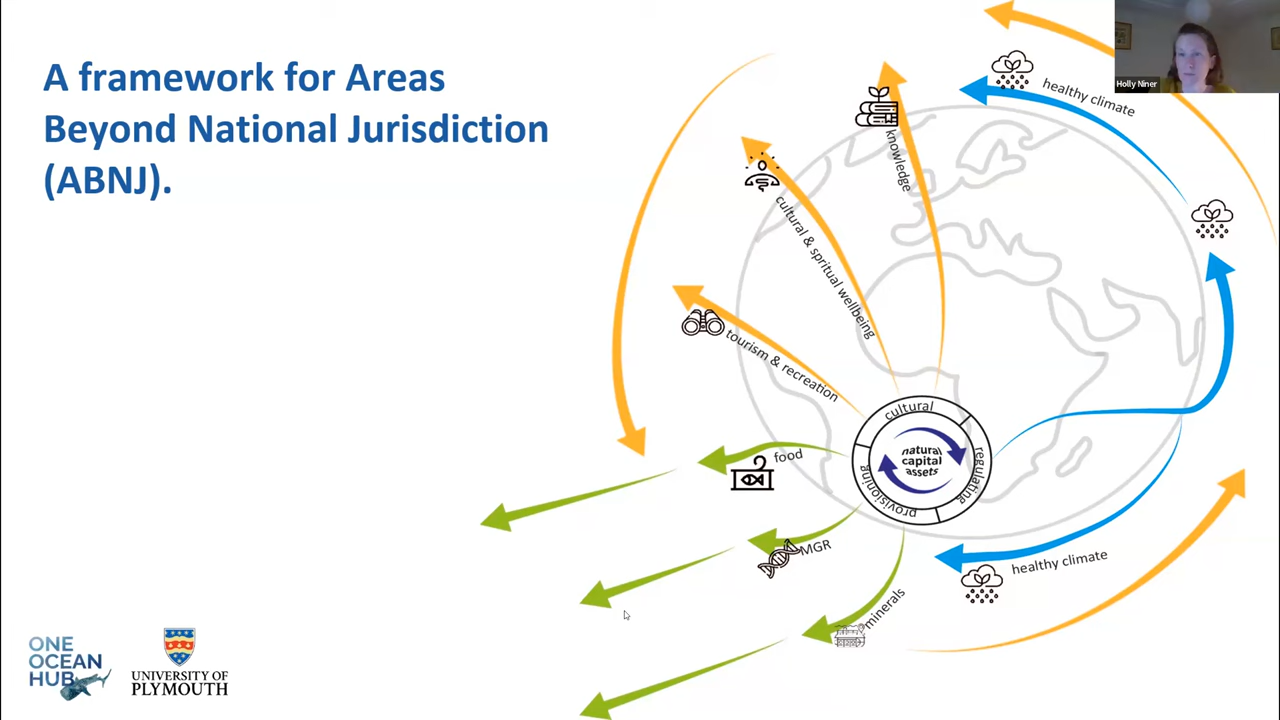 A framework for Areas
Beyond National Jurisdiction
(ABNJ).
Holly Niner
healthy climate
knowledge
cultural & spritual wellbeing
tourism & recreation
cultural
natural
capital
assets
regulating
provisioning
food
MGR
minerals
healthy climate
ONE
OCEAN
HUB
UNIVERSITY OF
PLYMOUTH